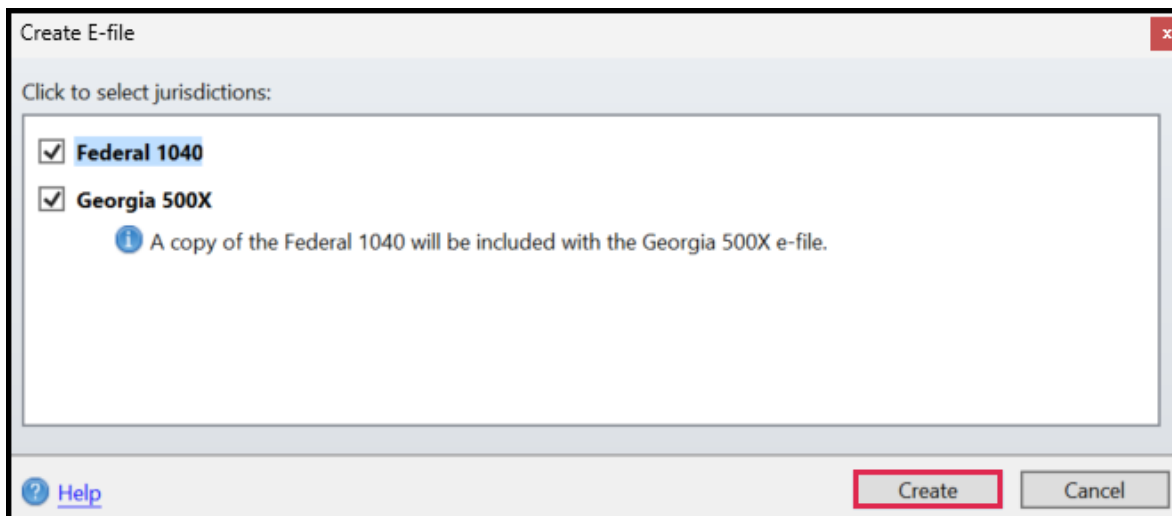 Create E-file
x
Click to select jurisdictions:
Federal 1040
Georgia 500X
i A copy of the Federal 1040 will be included with the Georgia 500X e-file.
? Help
Create
Cancel